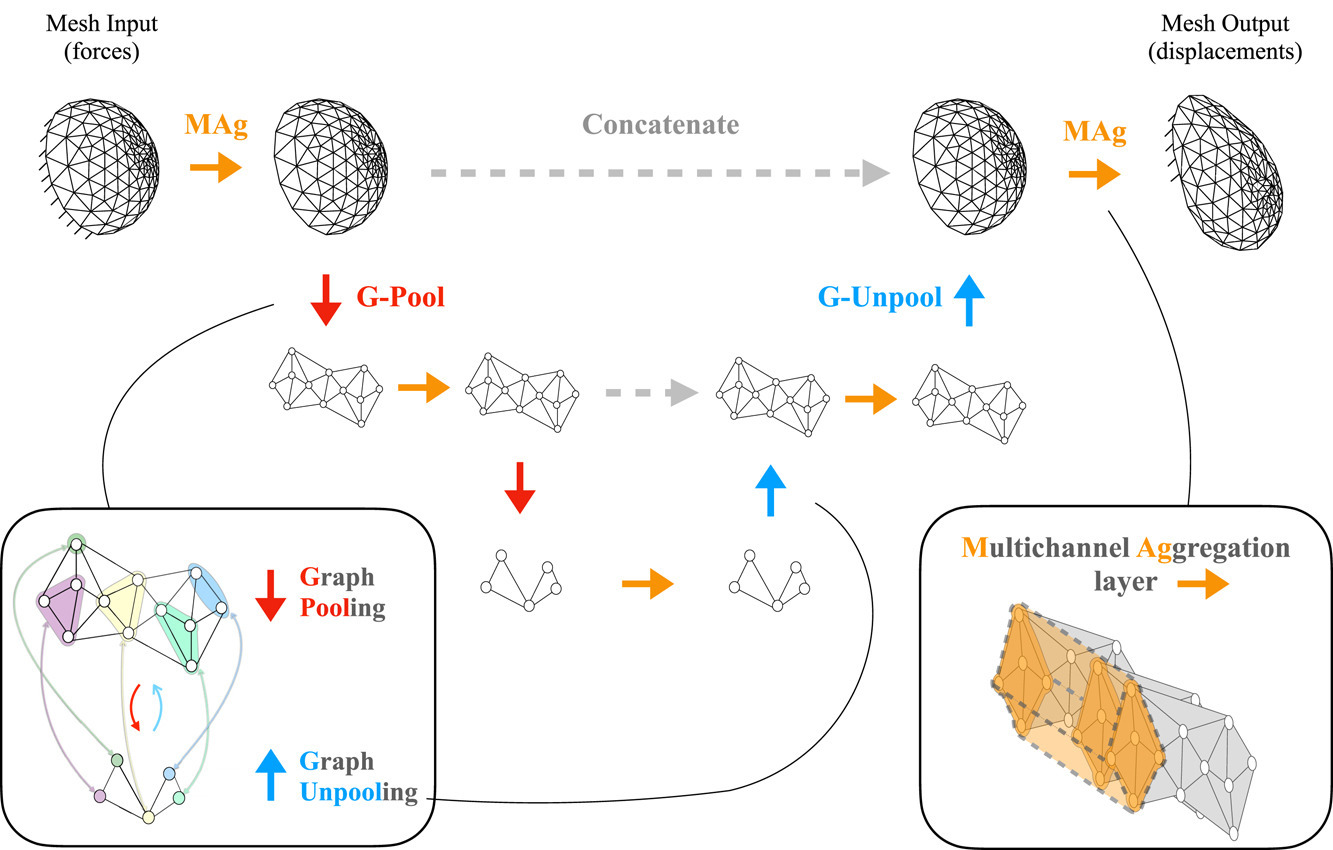 Mesh Input
(forces)
Mesh Output
(displacements)
MAg
Concatenate
MAg
G-Pool
G-Unpool
Graph
Pooling
Graph
Unpooling
Multichannel Aggregation
layer